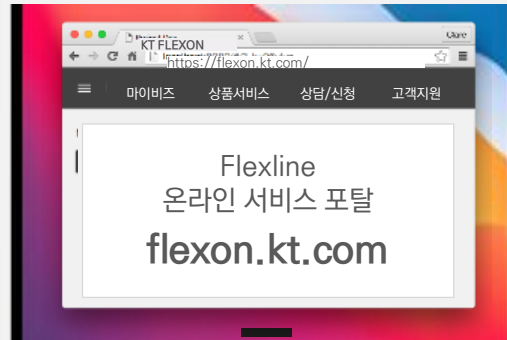 KT FLEXON
https://flexon.kt.com/
마이비즈 상품서비스 상담/신청 고객지원
Flexline
온라인 서비스 포탈
flexon.kt.com